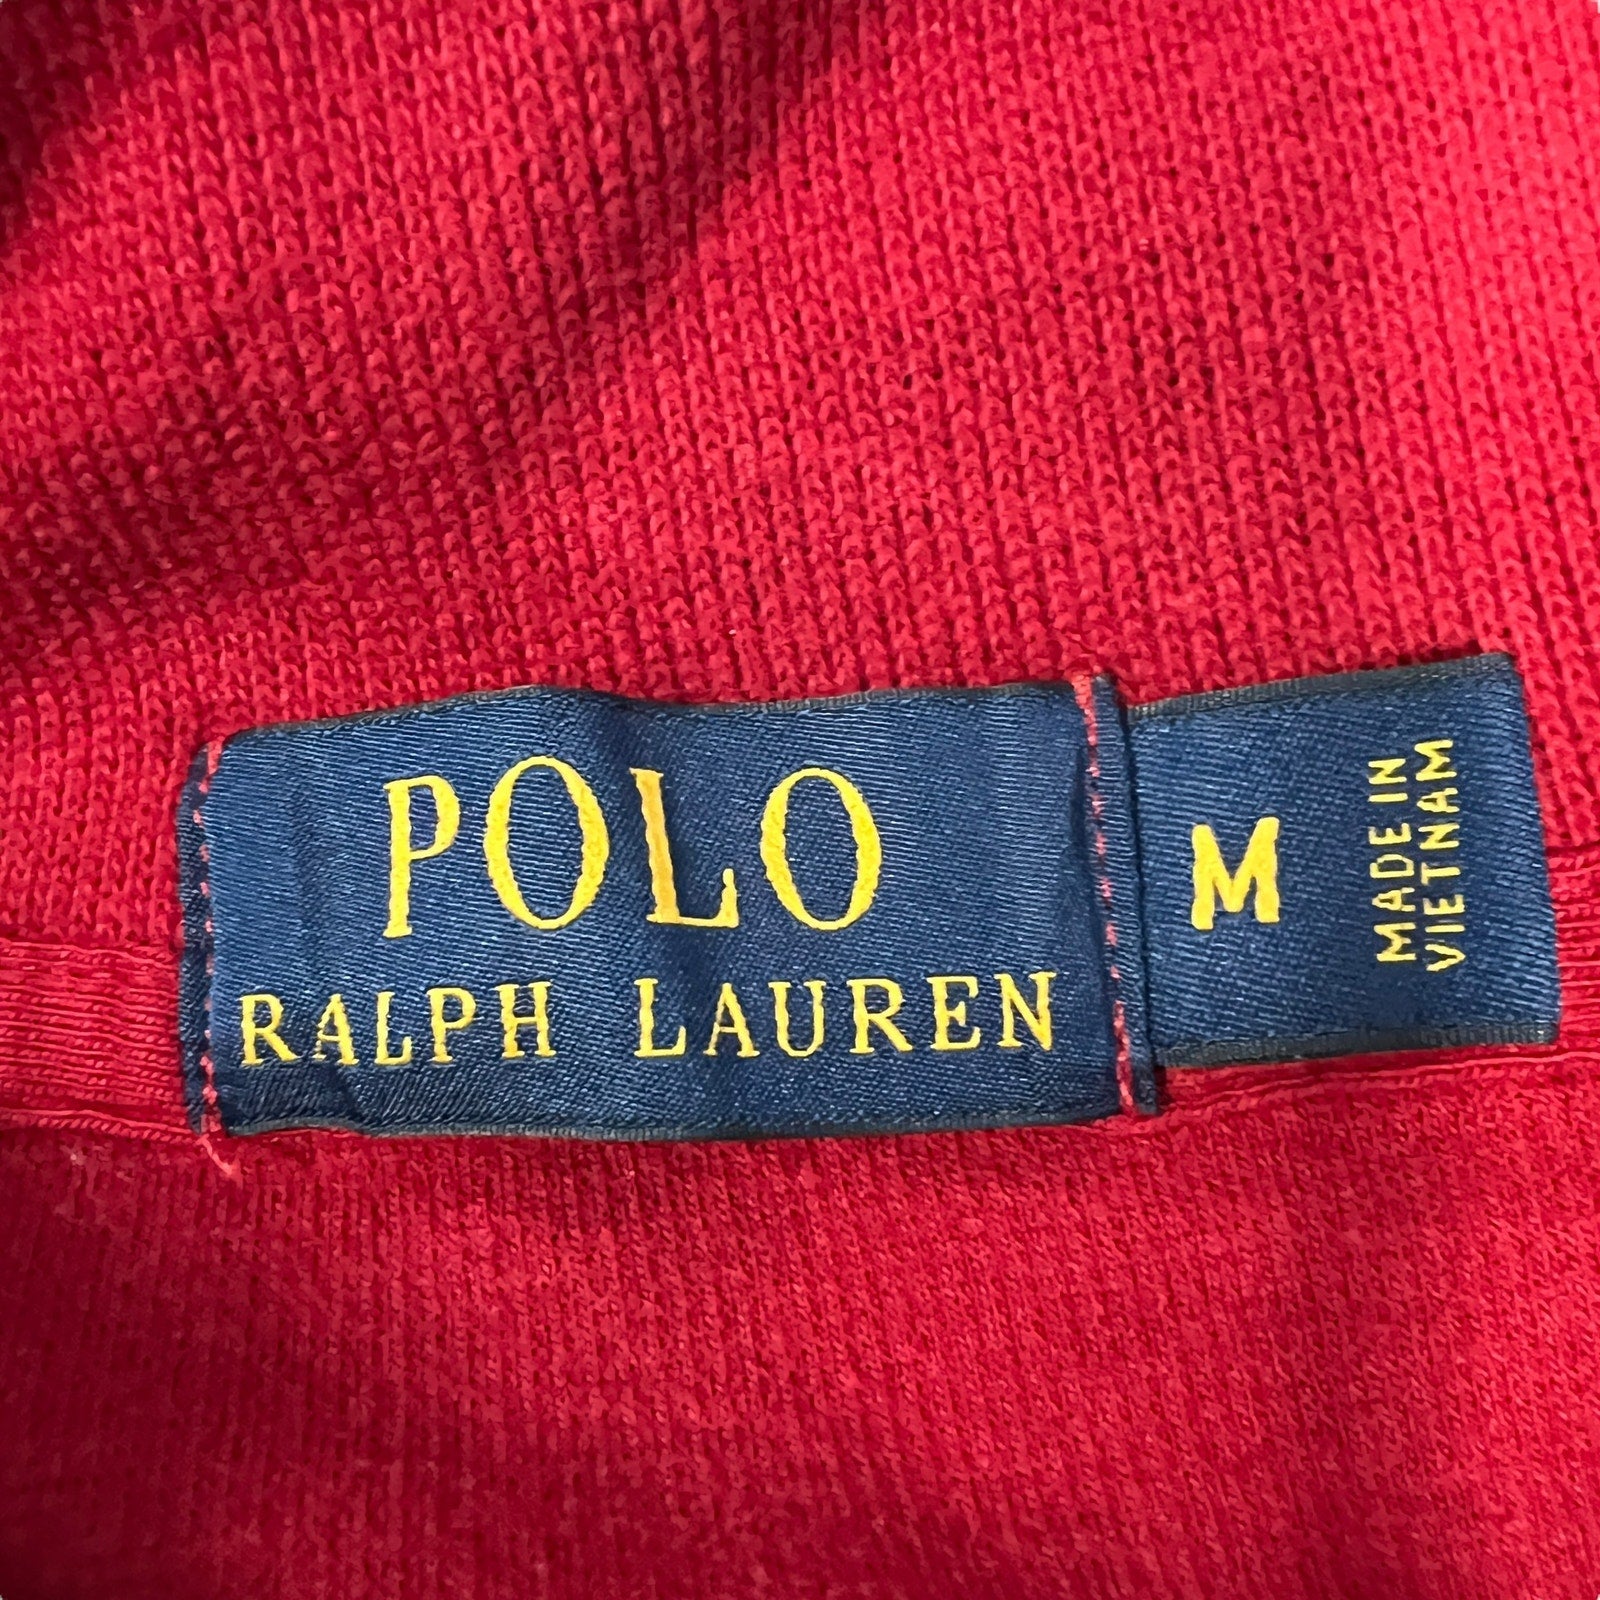 POLO
RALPH LAUREN
M
MADE IN
VIETNAM